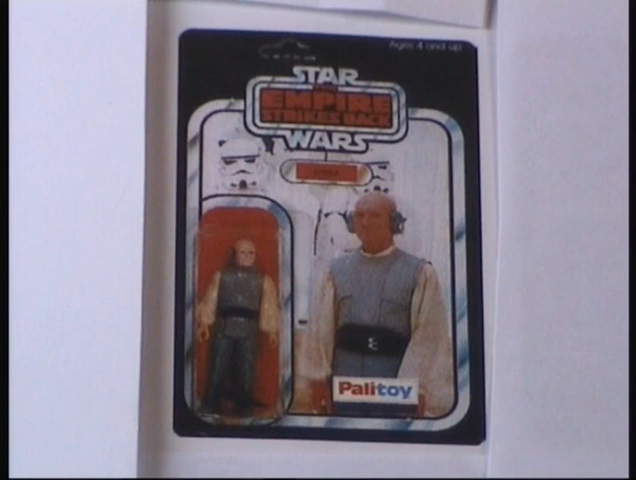 Ages 4 and up
STAR
THE
EMPIRE
STRIKES BACK
WARS
Palitoy